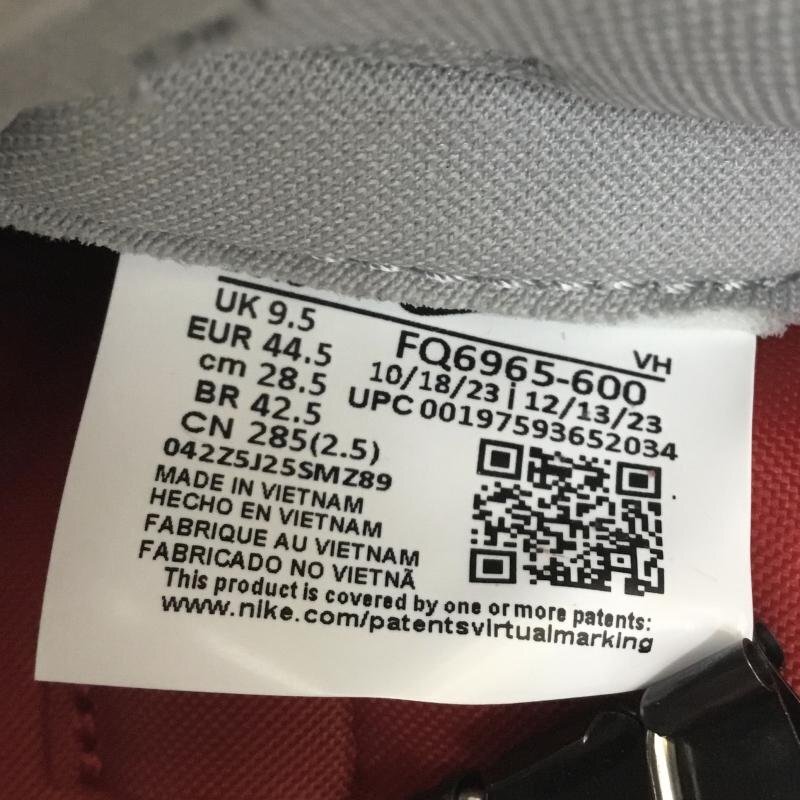 UK 9.5
EUR 44.5
cm 28.5
BR 42.5
CN 285(2.5)
042Z5J25SMZ89
VH
FQ6965-600
10/18/23 | 12/13/23
UPC 00197593652034
MADE IN VIETNAM
HECHO EN VIETNAM
FABRIQUE AU VIETNAM
FABRICADO NO VIETNÃ
This product is covered by one or more patents:
www.nike.com/patentsvirtualmarking